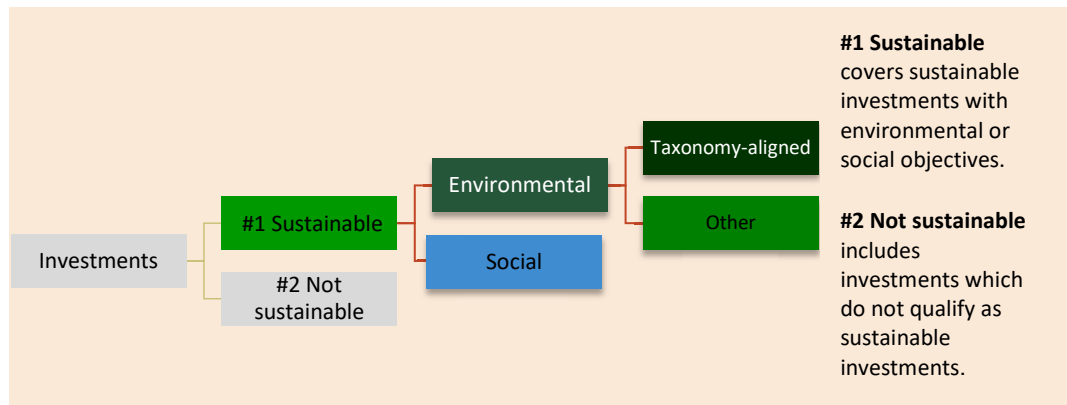 Investments
#1 Sustainable
#2 Not
sustainable
Environmental
Social
Taxonomy-aligned
Other
#1 Sustainable
covers sustainable
investments with
environmental or
social objectives.
#2 Not sustainable
includes
investments which
do not qualify as
sustainable
investments.